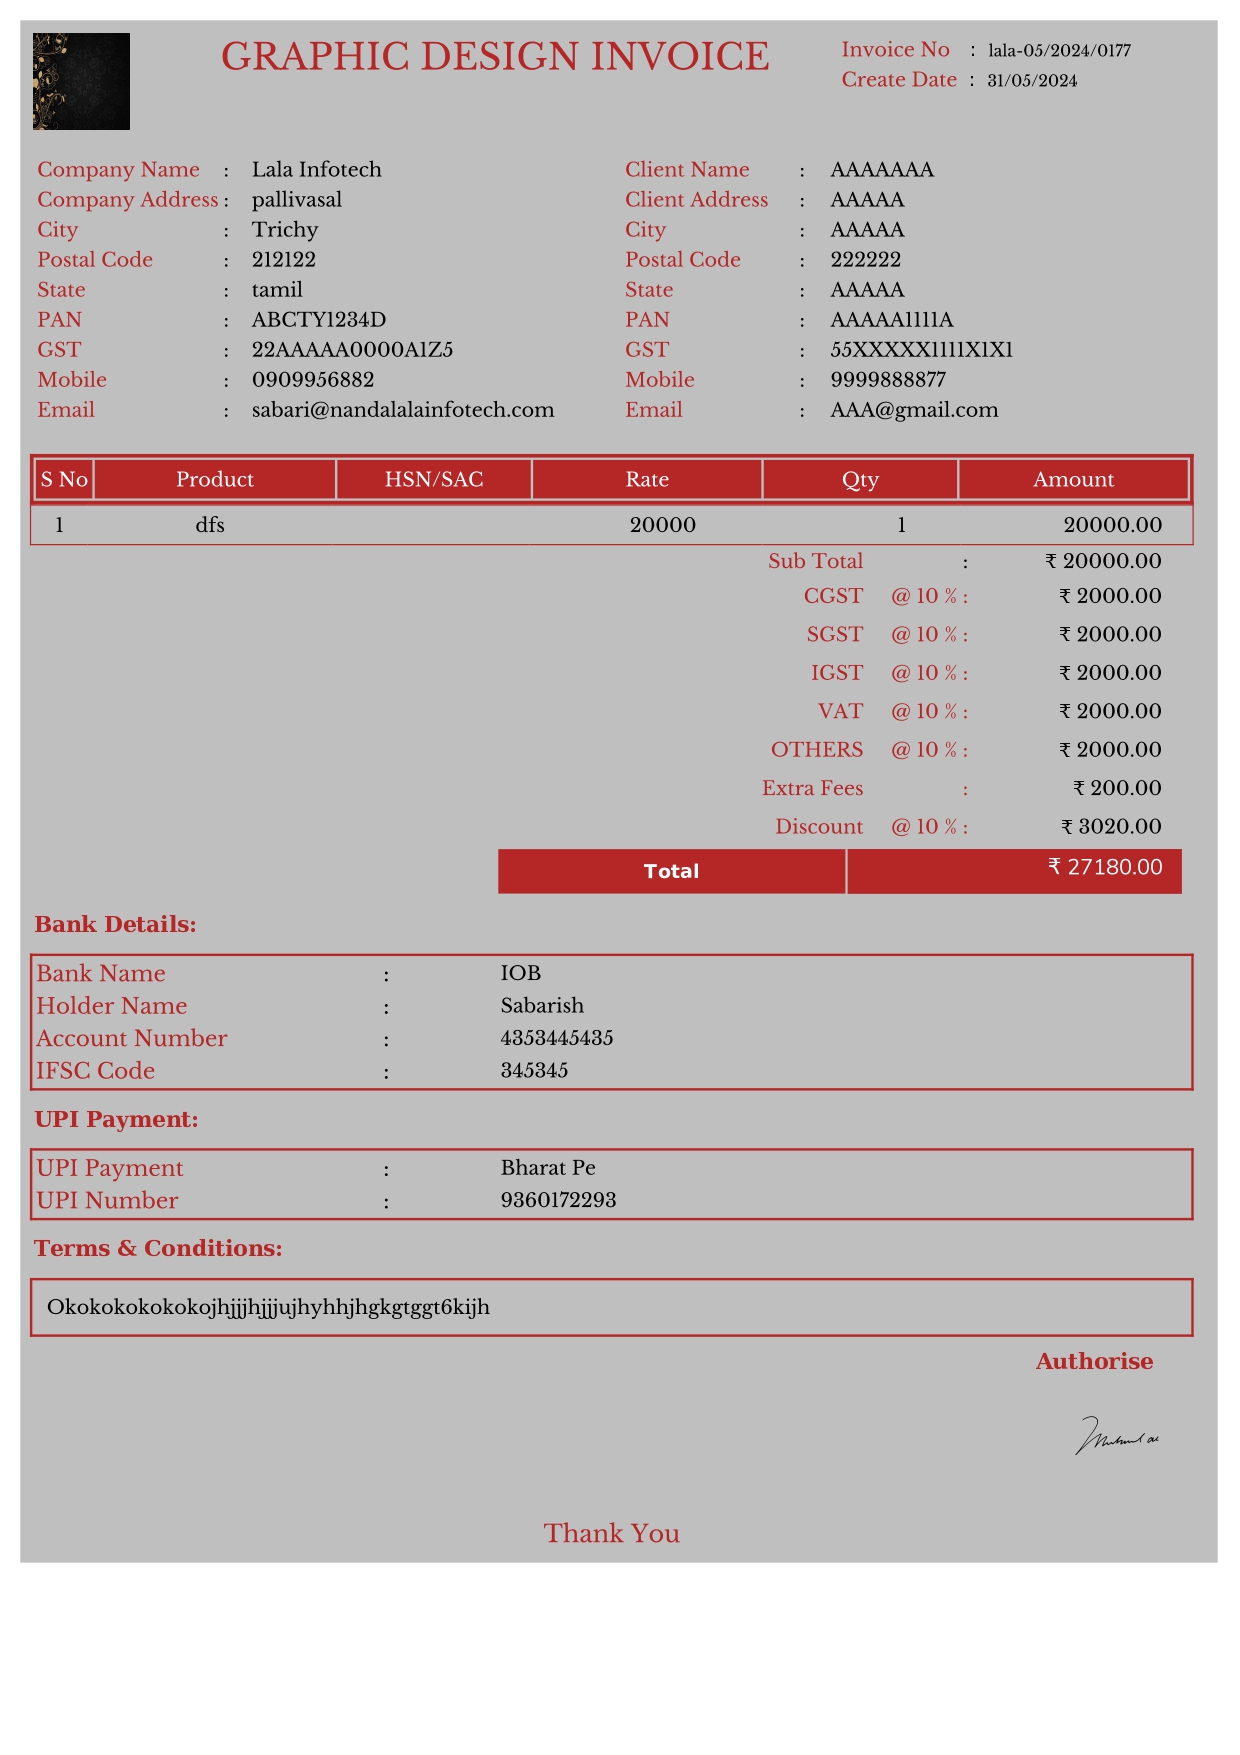 GRAPHIC DESIGN INVOICE
Invoice No : lala-05/2024/0177
Create Date : 31/05/2024
Company Name : Lala Infotech
Company Address : pallivasal
City : Trichy
Postal Code : 212122
State : tamil
PAN : ABCTY1234D
GST : 22AAAAA0000A1Z5
Mobile : 0909956882
Email : sabari@nandalalainfotech.com
Client Name : AAAAAAA
Client Address : AAAAA
City : AAAAA
Postal Code : 222222
State : AAAAA
PAN : AAAAA1111A
GST : 55XXXXX1111X1X1
Mobile : 9999888877
Email : AAA@gmail.com
S No Product HSN/SAC Rate Qty Amount
1 dfs 20000 1 20000.00
Sub Total : ₹ 20000.00
CGST @ 10 % : ₹ 2000.00
SGST @ 10 % : ₹ 2000.00
IGST @ 10 % : ₹ 2000.00
VAT @ 10 % : ₹ 2000.00
OTHERS @ 10 % : ₹ 2000.00
Extra Fees : ₹ 200.00
Discount @ 10 % : ₹ 3020.00
Total ₹ 27180.00
Bank Details:
Bank Name : IOB
Holder Name : Sabarish
Account Number : 4353445435
IFSC Code : 345345
UPI Payment:
UPI Payment : Bharat Pe
UPI Number : 9360172293
Terms & Conditions:
Okokokokokokojhjjjhjjjujhyhhjhgkgtggt6kijh
Authorise
Thank You